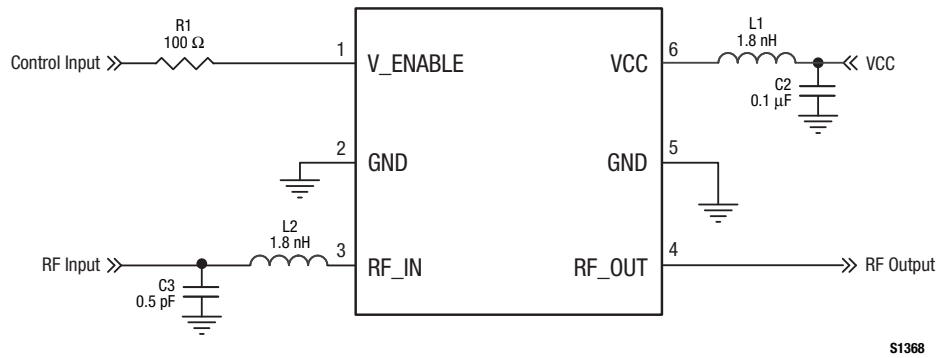 R1
100 Ω
Control Input
1
V_ENABLE
VCC
6
L1
1.8 nH
VCC
C2
0.1 μF
2
GND
GND
5
L2
1.8 nH
RF Input
3
RF_IN
RF_OUT
4
RF Output
C3
0.5 pF
S1368